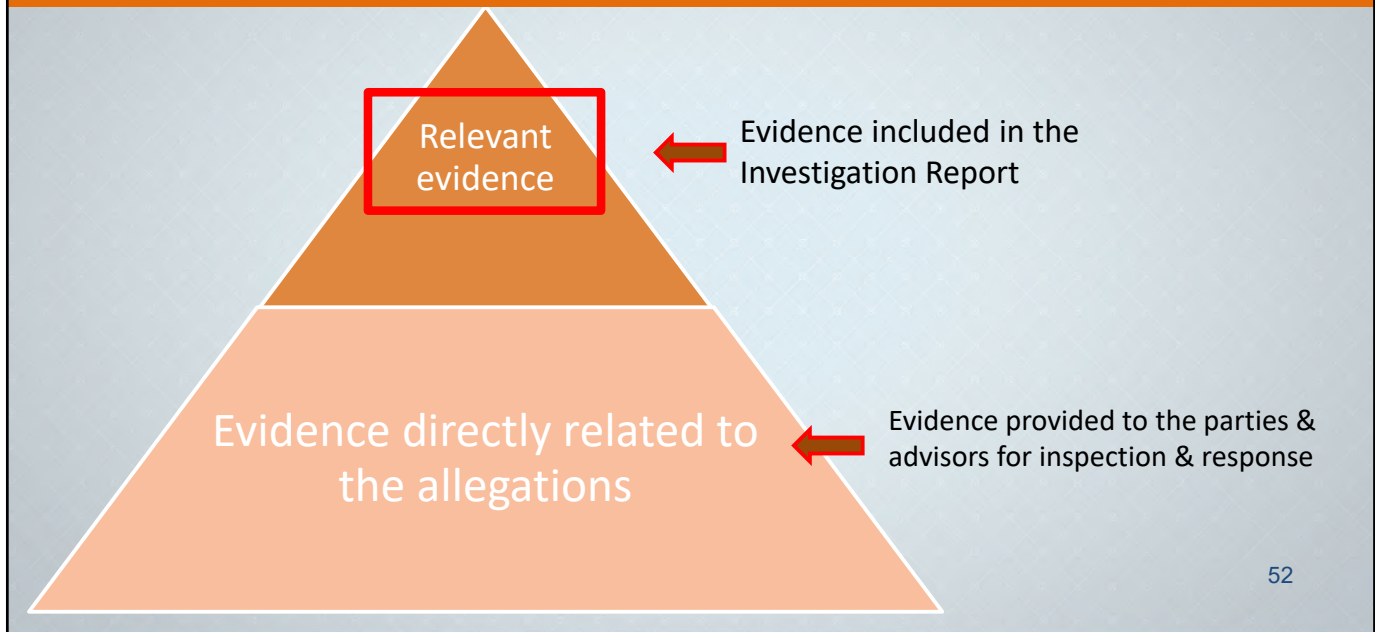 Relevant
evidence
Evidence included in the
Investigation Report
Evidence directly related to
the allegations
Evidence provided to the parties &
advisors for inspection & response
52